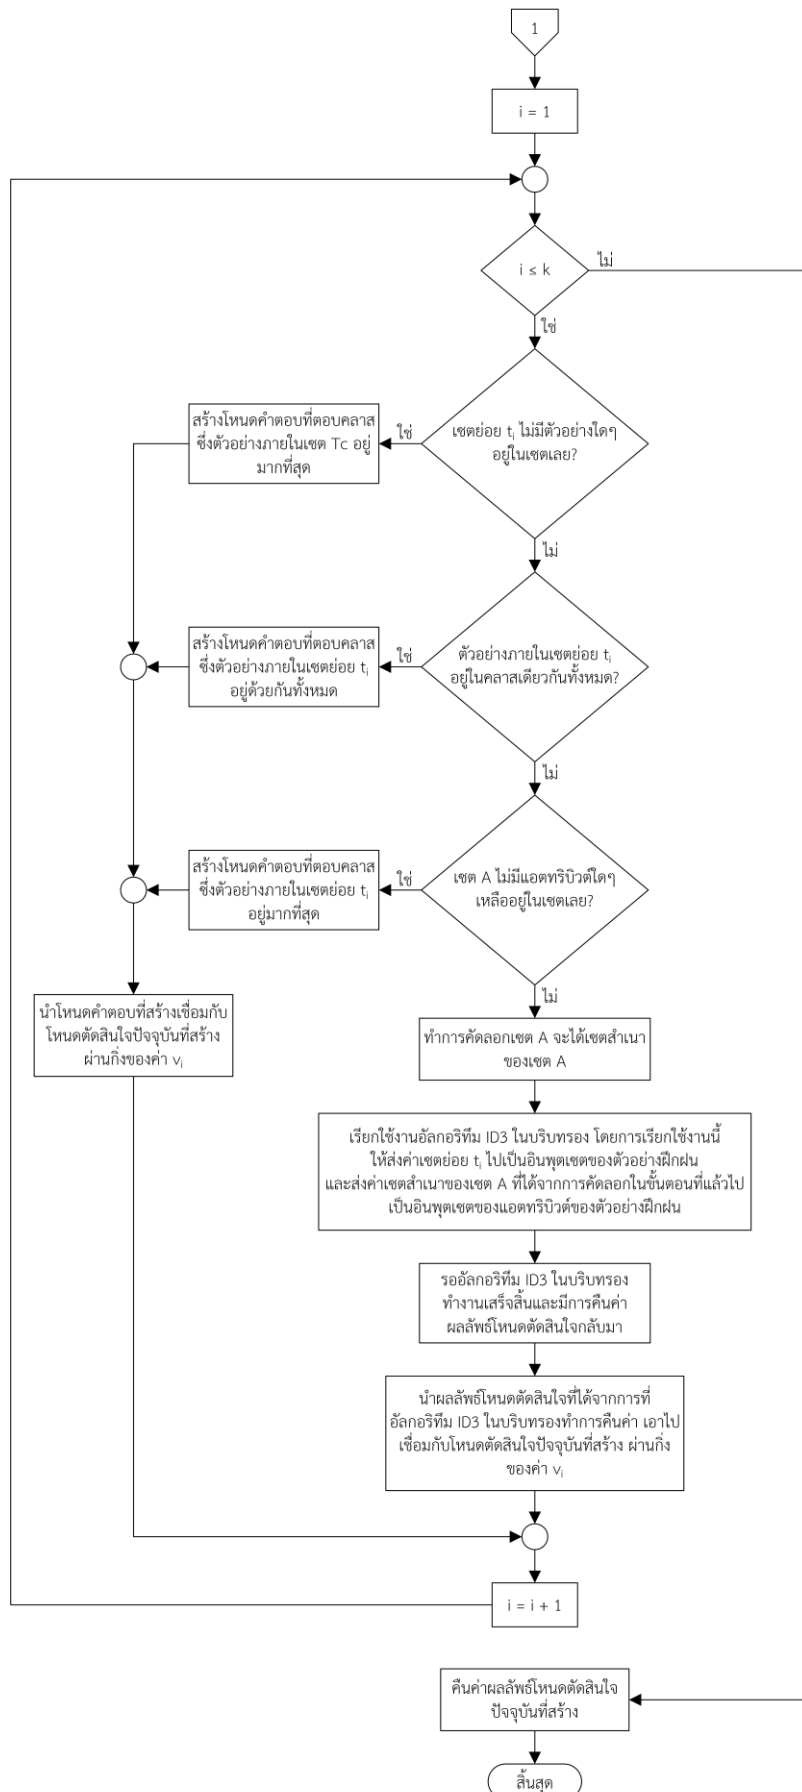 1
i = 1
i ≤ k
ไม่
ใช่
เซตย่อย tᵢ ไม่มีตัวอย่างใดๆ
อยู่ในเซตเลย?
ใช่
สร้างโหนดคำตอบที่ตอบคลาส
ซึ่งตัวอย่างภายในเซต Tc อยู่
มากที่สุด
ไม่
ตัวอย่างภายในเซตย่อย tᵢ
อยู่ในคลาสเดียวกันทั้งหมด?
ใช่
สร้างโหนดคำตอบที่ตอบคลาส
ซึ่งตัวอย่างภายในเซตย่อย tᵢ
อยู่ด้วยกันทั้งหมด
ไม่
เซต A ไม่มีแอตทริบิวต์ใดๆ
เหลืออยู่ในเซตเลย?
ใช่
สร้างโหนดคำตอบที่ตอบคลาส
ซึ่งตัวอย่างภายในเซตย่อย tᵢ
อยู่มากที่สุด
ไม่
นำโหนดคำตอบที่สร้างเชื่อมกับ
โหนดตัดสินใจปัจจุบันที่สร้าง
ผ่านกิ่งของค่า vᵢ
ทำการคัดลอกเซต A จะได้เซตสำเนา
ของเซต A
เรียกใช้งานอัลกอริทึม ID3 ในบริบทรอง โดยการเรียกใช้งานนี้
ให้ส่งค่าเซตย่อย tᵢ ไปเป็นอินพุตเซตของตัวอย่างฝึกฝน
และส่งค่าเซตสำเนาของเซต A ที่ได้จากการคัดลอกในขั้นตอนที่แล้วไป
เป็นอินพุตเซตของแอตทริบิวต์ของตัวอย่างฝึกฝน
รออัลกอริทึม ID3 ในบริบทรอง
ทำงานเสร็จสิ้นและมีการคืนค่า
ผลลัพธ์โหนดตัดสินใจกลับมา
นำผลลัพธ์โหนดตัดสินใจที่ได้จากการที่
อัลกอริทึม ID3 ในบริบทรองทำการคืนค่า เอาไป
เชื่อมกับโหนดตัดสินใจปัจจุบันที่สร้าง ผ่านกิ่ง
ของค่า vᵢ
i = i + 1
คืนค่าผลลัพธ์โหนดตัดสินใจ
ปัจจุบันที่สร้าง
สิ้นสุด